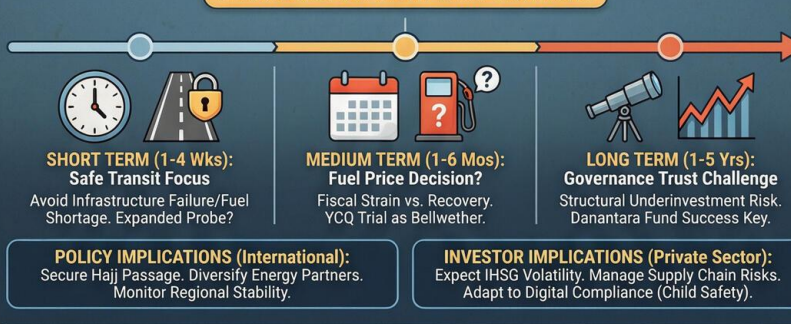 ?
?
SHORT TERM (1-4 Wks):
Safe Transit Focus
Avoid Infrastructure Failure/Fuel
Shortage. Expanded Probe?
MEDIUM TERM (1-6 Mos):
Fuel Price Decision?
Fiscal Strain vs. Recovery.
YCQ Trial as Bellwether.
LONG TERM (1-5 Yrs):
Governance Trust Challenge
Structural Underinvestment Risk.
Danantara Fund Success Key.
POLICY IMPLICATIONS (International):
Secure Hajj Passage. Diversify Energy Partners.
Monitor Regional Stability.
INVESTOR IMPLICATIONS (Private Sector):
Expect IHSG Volatility. Manage Supply Chain Risks.
Adapt to Digital Compliance (Child Safety).